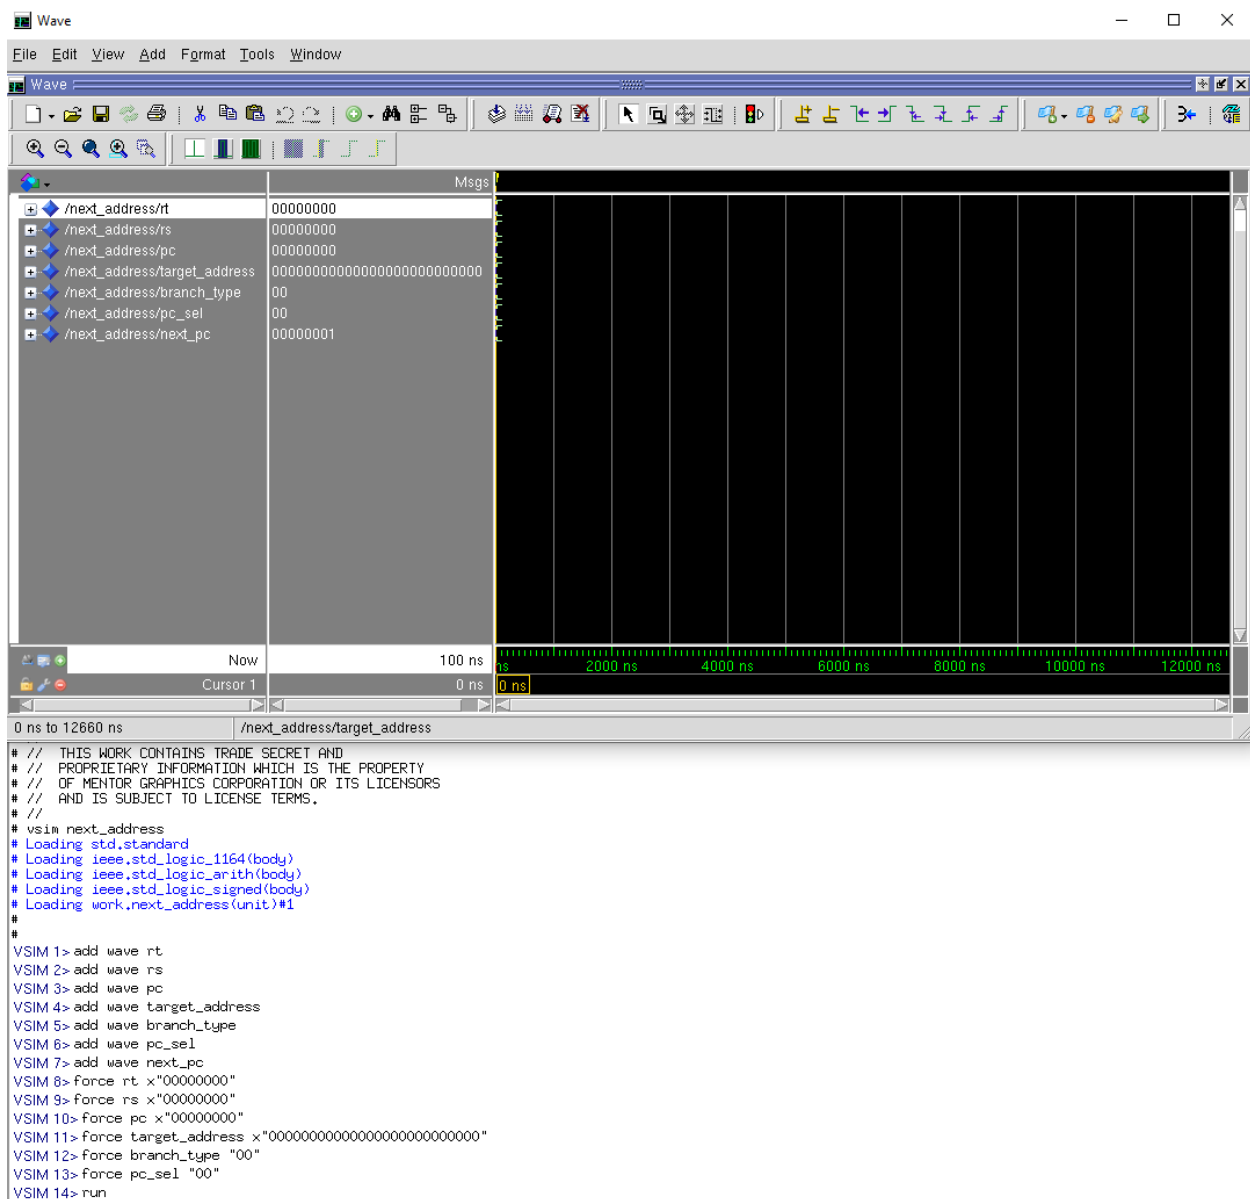 Wave
File Edit View Add Format Tools Window
Wave
Msgs
/next_address/rt 00000000
/next_address/rs 00000000
/next_address/pc 00000000
/next_address/target_address 00000000000000000000000000
/next_address/branch_type 00
/next_address/pc_sel 00
/next_address/next_pc 00000001
Now 100 ns ns 2000 ns 4000 ns 6000 ns 8000 ns 10000 ns 12000 ns
Cursor 1 0 ns 0 ns
0 ns to 12660 ns /next_address/target_address
# // THIS WORK CONTAINS TRADE SECRET AND
# // PROPRIETARY INFORMATION WHICH IS THE PROPERTY
# // OF MENTOR GRAPHICS CORPORATION OR ITS LICENSORS
# // AND IS SUBJECT TO LICENSE TERMS.
# //
# vsim next_address
# Loading std.standard
# Loading ieee.std_logic_1164(body)
# Loading ieee.std_logic_arith(body)
# Loading ieee.std_logic_signed(body)
# Loading work.next_address(unit)#1
#
#
VSIM 1> add wave rt
VSIM 2> add wave rs
VSIM 3> add wave pc
VSIM 4> add wave target_address
VSIM 5> add wave branch_type
VSIM 6> add wave pc_sel
VSIM 7> add wave next_pc
VSIM 8> force rt x"00000000"
VSIM 9> force rs x"00000000"
VSIM 10> force pc x"00000000"
VSIM 11> force target_address x"00000000000000000000000000"
VSIM 12> force branch_type "00"
VSIM 13> force pc_sel "00"
VSIM 14> run